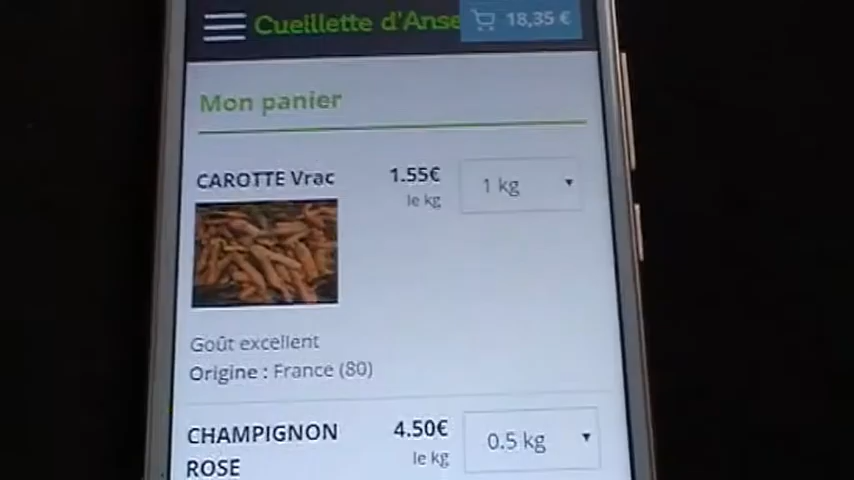 Cueillette d'Anse
18,35 €
Mon panier
CAROTTE Vrac
1.55€
le kg
1 kg
Goût excellent
Origine : France (80)
CHAMPIGNON
ROSE
4.50€
le kg
0.5 kg